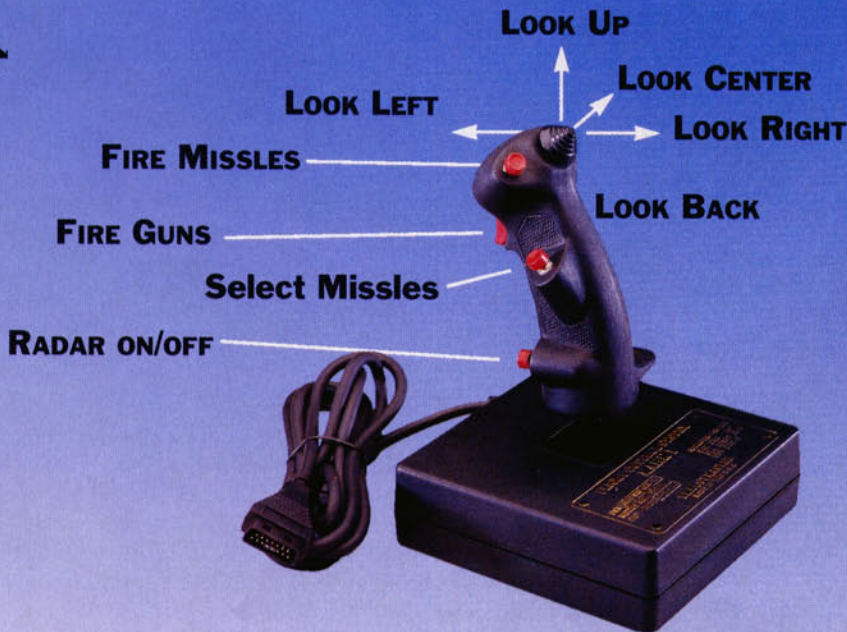 LOOK UP
LOOK CENTER
LOOK LEFT
LOOK RIGHT
FIRE MISSLES
LOOK BACK
FIRE GUNS
Select Missles
RADAR ON/OFF